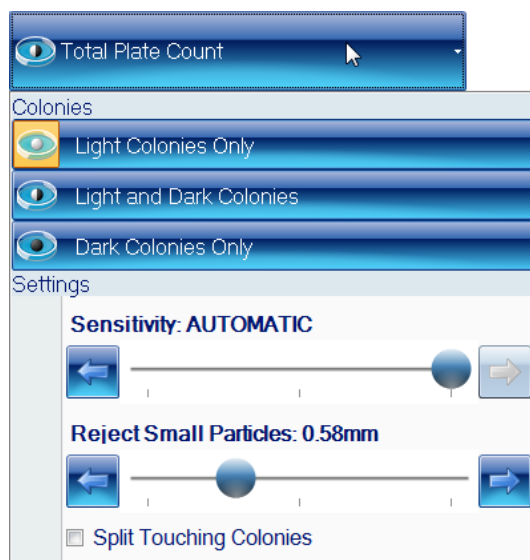 Total Plate Count
Colonies
Light Colonies Only
Light and Dark Colonies
Dark Colonies Only
Settings
Sensitivity: AUTOMATIC
Reject Small Particles: 0.58mm
Split Touching Colonies